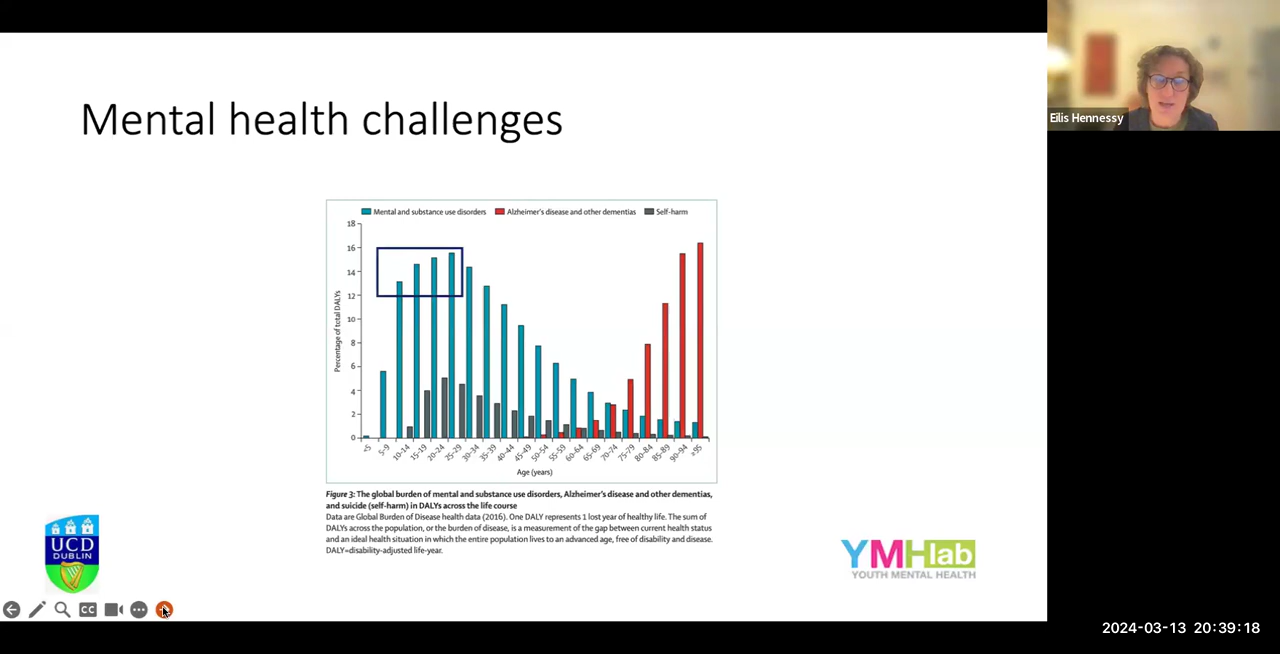 Mental health challenges
Eilis Hennessy
Mental and substance use disorders
Alzheimer's disease and other dementias
Self-harm
18
16
14
12
10
8
6
4
2
0
Percentage of total DALYs
<5
5-9
10-14
15-19
20-24
25-29
30-34
35-39
40-44
45-49
50-54
55-59
60-64
65-69
70-74
75-79
80-84
85-89
90-94
≥95
Age (years)
Figure 3: The global burden of mental and substance use disorders, Alzheimer's disease and other dementias,
and suicide (self-harm) in DALYs across the life course
Data are Global Burden of Disease health data (2016). One DALY represents 1 lost year of healthy life. The sum of
DALYs across the population, or the burden of disease, is a measurement of the gap between current health status
and an ideal health situation in which the entire population lives to an advanced age, free of disability and disease.
DALY=disability-adjusted life-year.
UCD
DUBLIN
YMHlab
YOUTH MENTAL HEALTH
CC
2024-03-13 20:39:18